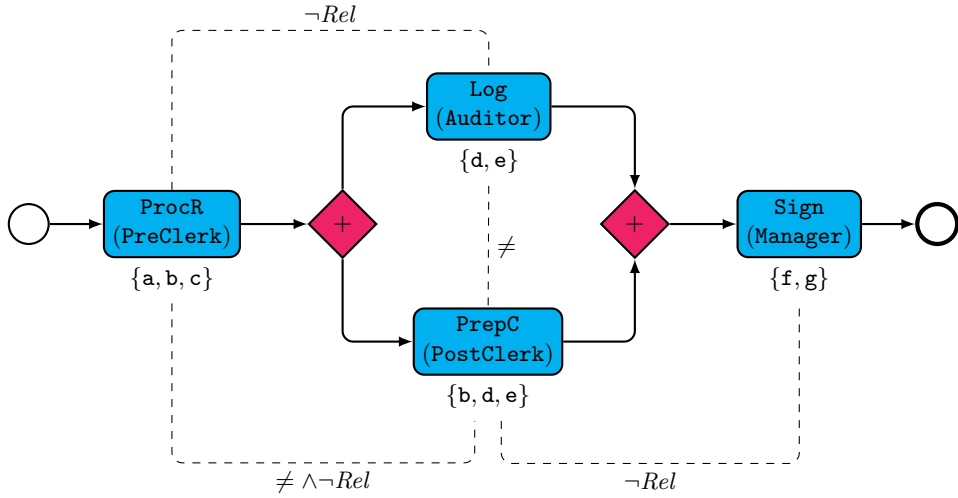 ¬Rel
Log
(Auditor)
{d, e}
ProcR
(PreClerk)
{a, b, c}
+
+
Sign
(Manager)
{f, g}
≠
PrepC
(PostClerk)
{b, d, e}
≠ ∧¬Rel
¬Rel